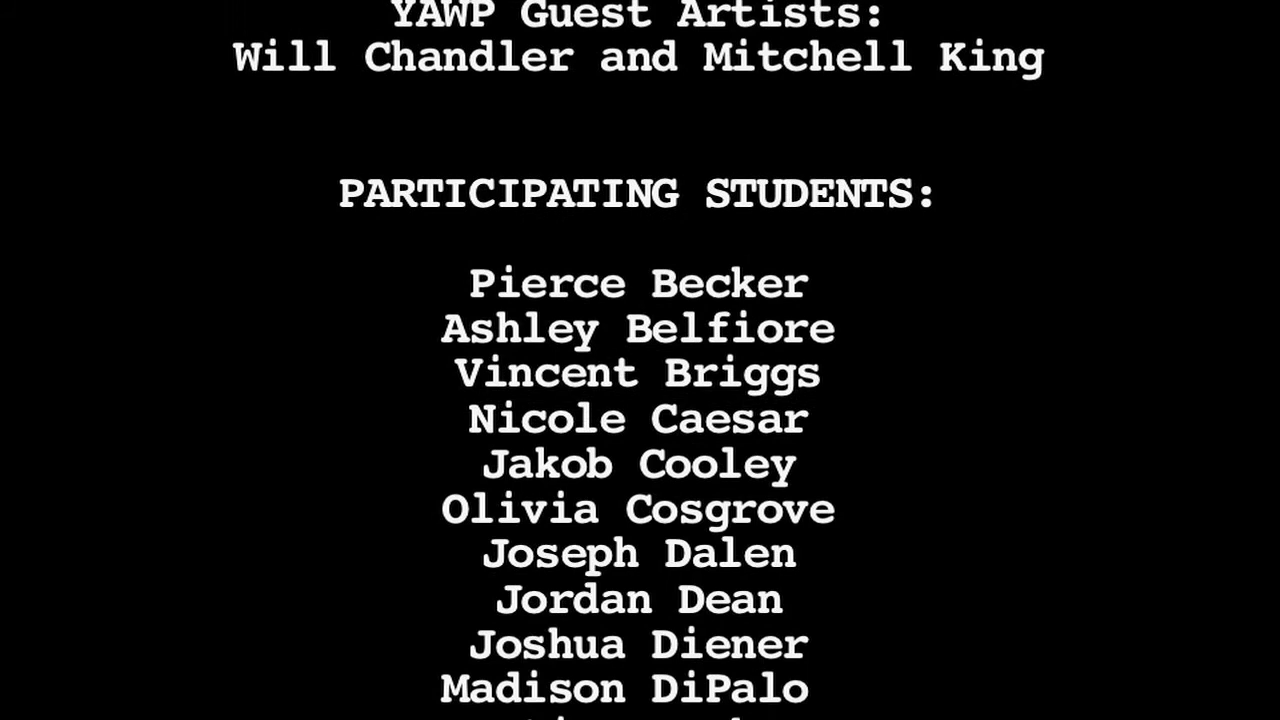 YAWP Guest Artists:
Will Chandler and Mitchell King
PARTICIPATING STUDENTS:
Pierce Becker
Ashley Belfiore
Vincent Briggs
Nicole Caesar
Jakob Cooley
Olivia Cosgrove
Joseph Dalen
Jordan Dean
Joshua Diener
Madison DiPalo